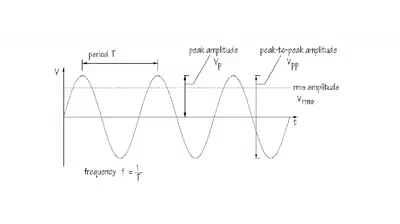 V
period T
peak amplitude
Vp
peak-to-peak amplitude
Vpp
rms amplitude
Vrms
t
frequency f = 1/T